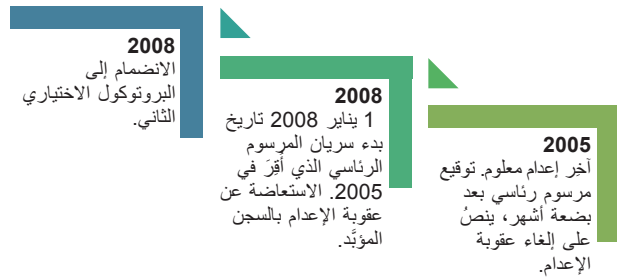 2005
آخِر إعدام معلوم. توقيع
مرسوم رئاسي بعد
بضعة أشهر، ينصُ
على إلغاء عقوبة
الإعدام.
2008
1 يناير 2008 تاريخ
بدء سريان المرسوم
الرئاسي الذي أُقِرَ في
2005. الاستعاضة عن
عقوبة الإعدام بالسجن
المؤبَّد.
2008
الانضمام إلى
البروتوكول الاختياري
الثاني.